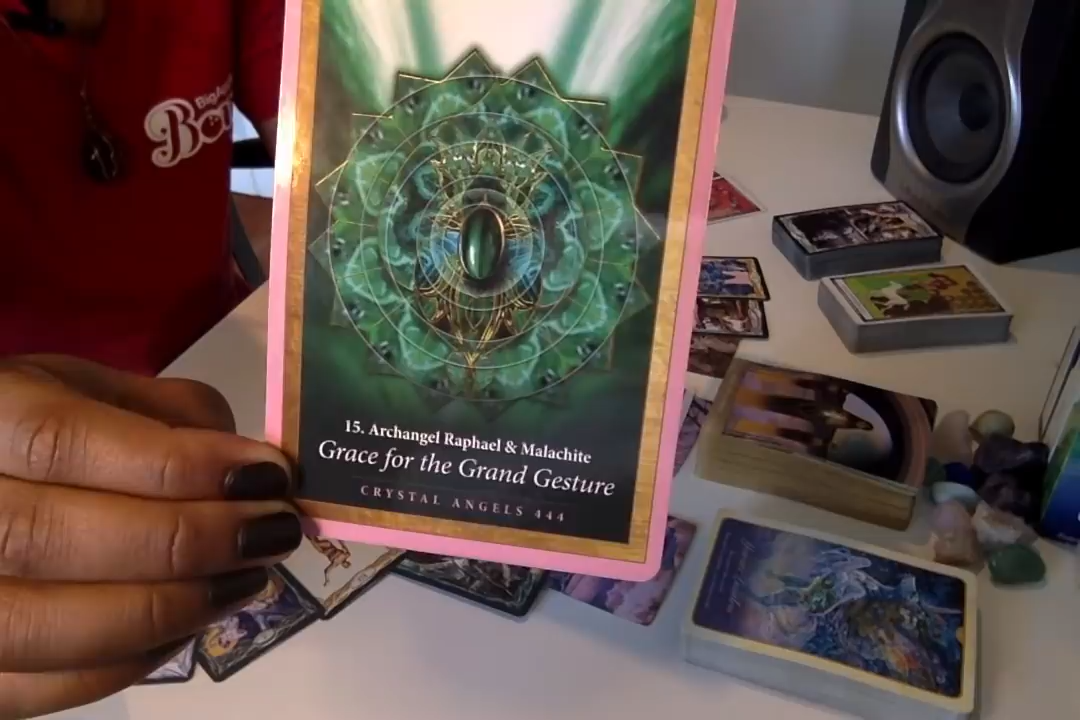 15. Archangel Raphael & Malachite
Grace for the Grand Gesture
CRYSTAL ANGELS 444